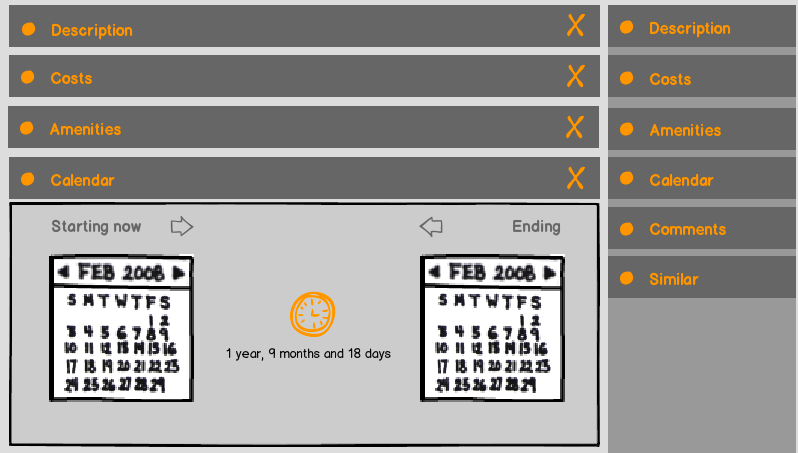 Description X
Costs X
Amenities X
Calendar X
Starting now
Ending
FEB 2008
S M T W T F S
1 2
3 4 5 6 7 8 9
10 11 12 13 14 15 16
17 18 19 20 21 22 23
24 25 26 27 28 29
1 year, 9 months and 18 days
FEB 2008
S M T W T F S
1 2
3 4 5 6 7 8 9
10 11 12 13 14 15 16
17 18 19 20 21 22 23
24 25 26 27 28 29
Description
Costs
Amenities
Calendar
Comments
Similar